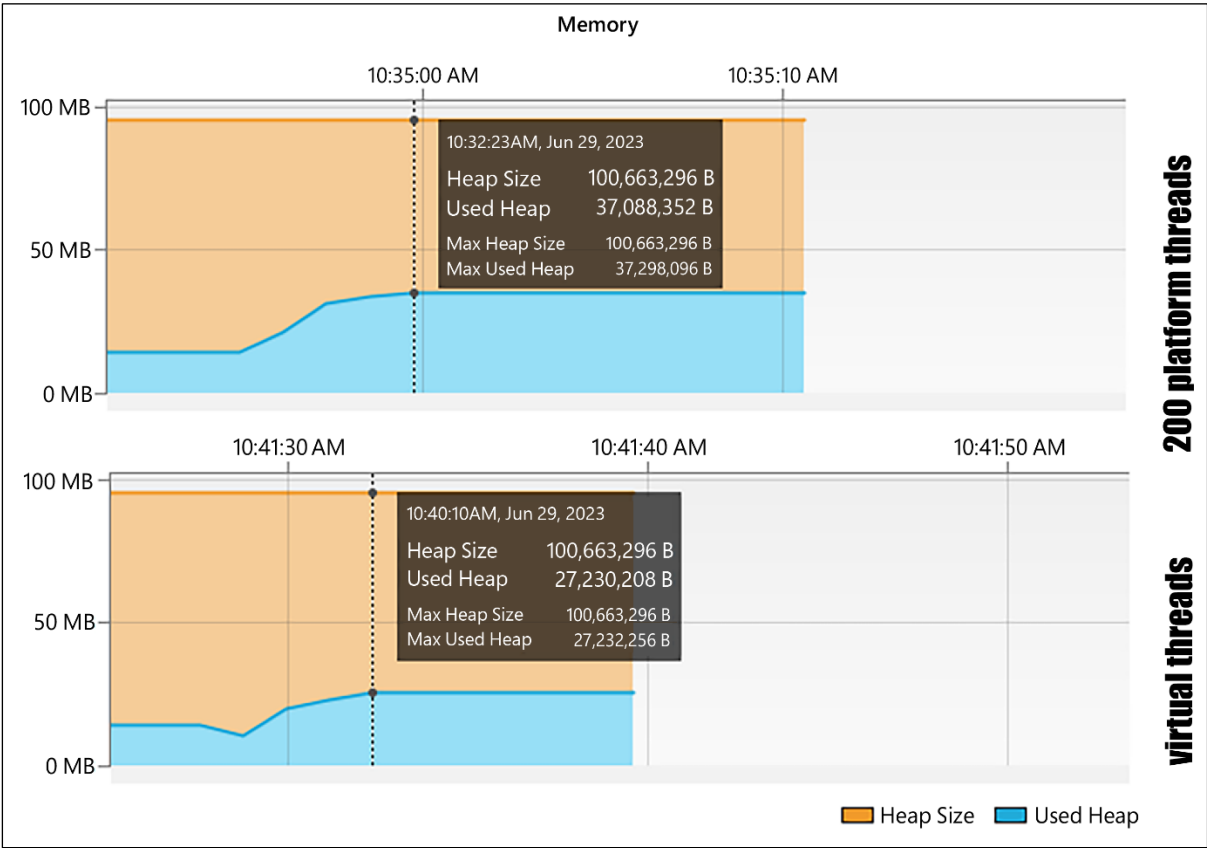 Memory
10:35:00 AM 10:35:10 AM
100 MB
10:32:23AM, Jun 29, 2023
Heap Size 100,663,296 B
Used Heap 37,088,352 B
Max Heap Size 100,663,296 B
Max Used Heap 37,298,096 B
50 MB
0 MB
200 platform threads
10:41:30 AM 10:41:40 AM 10:41:50 AM
100 MB
10:40:10AM, Jun 29, 2023
Heap Size 100,663,296 B
Used Heap 27,230,208 B
Max Heap Size 100,663,296 B
Max Used Heap 27,232,256 B
50 MB
0 MB
virtual threads
Heap Size Used Heap